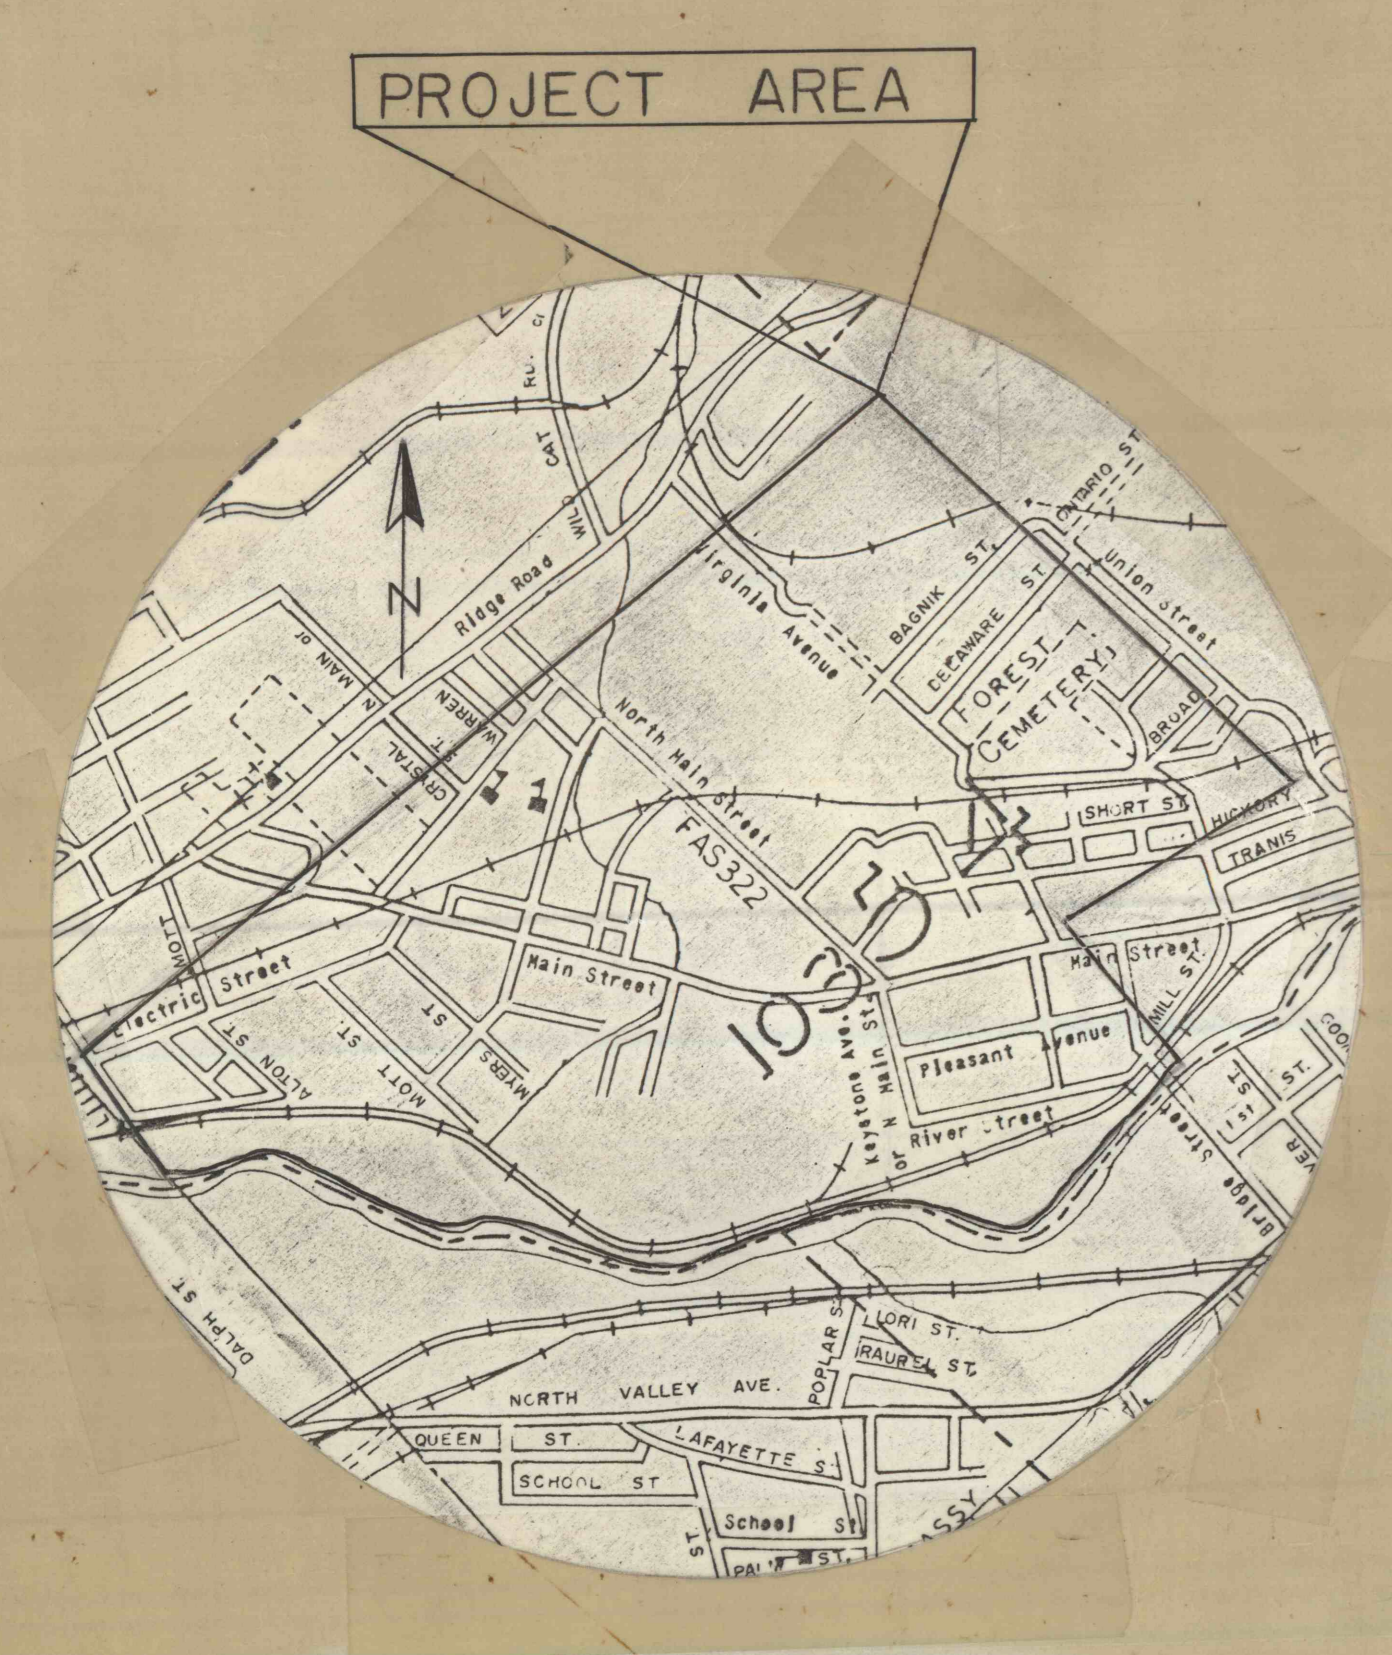 PROJECT AREA
WILD CAT RD.
ONTARIO ST
N
Ridge Road
Virginia Avenue
BAGNIK ST.
DELAWARE ST
Union Street
FOREST
CEMETERY
BROAD
MAIN or
N
WARREN ST.
CRYSTAL
North Main Street
FAS322
SHORT ST
HICKORY
TRANIS
MOTT
Electric Street
Main Street
Main Street
MILL ST.
ALTON ST
MOTT ST.
MYERS ST
Keystone Ave.
or N Main St.
Pleasant Avenue
River Street
Bridge Street
1st ST.
ST.
DALPH ST.
POPLAR S
LORI ST.
RAUREL ST.
NORTH VALLEY AVE.
QUEEN ST.
LAFAYETTE S
SCHOOL ST
School St
ST
ST.